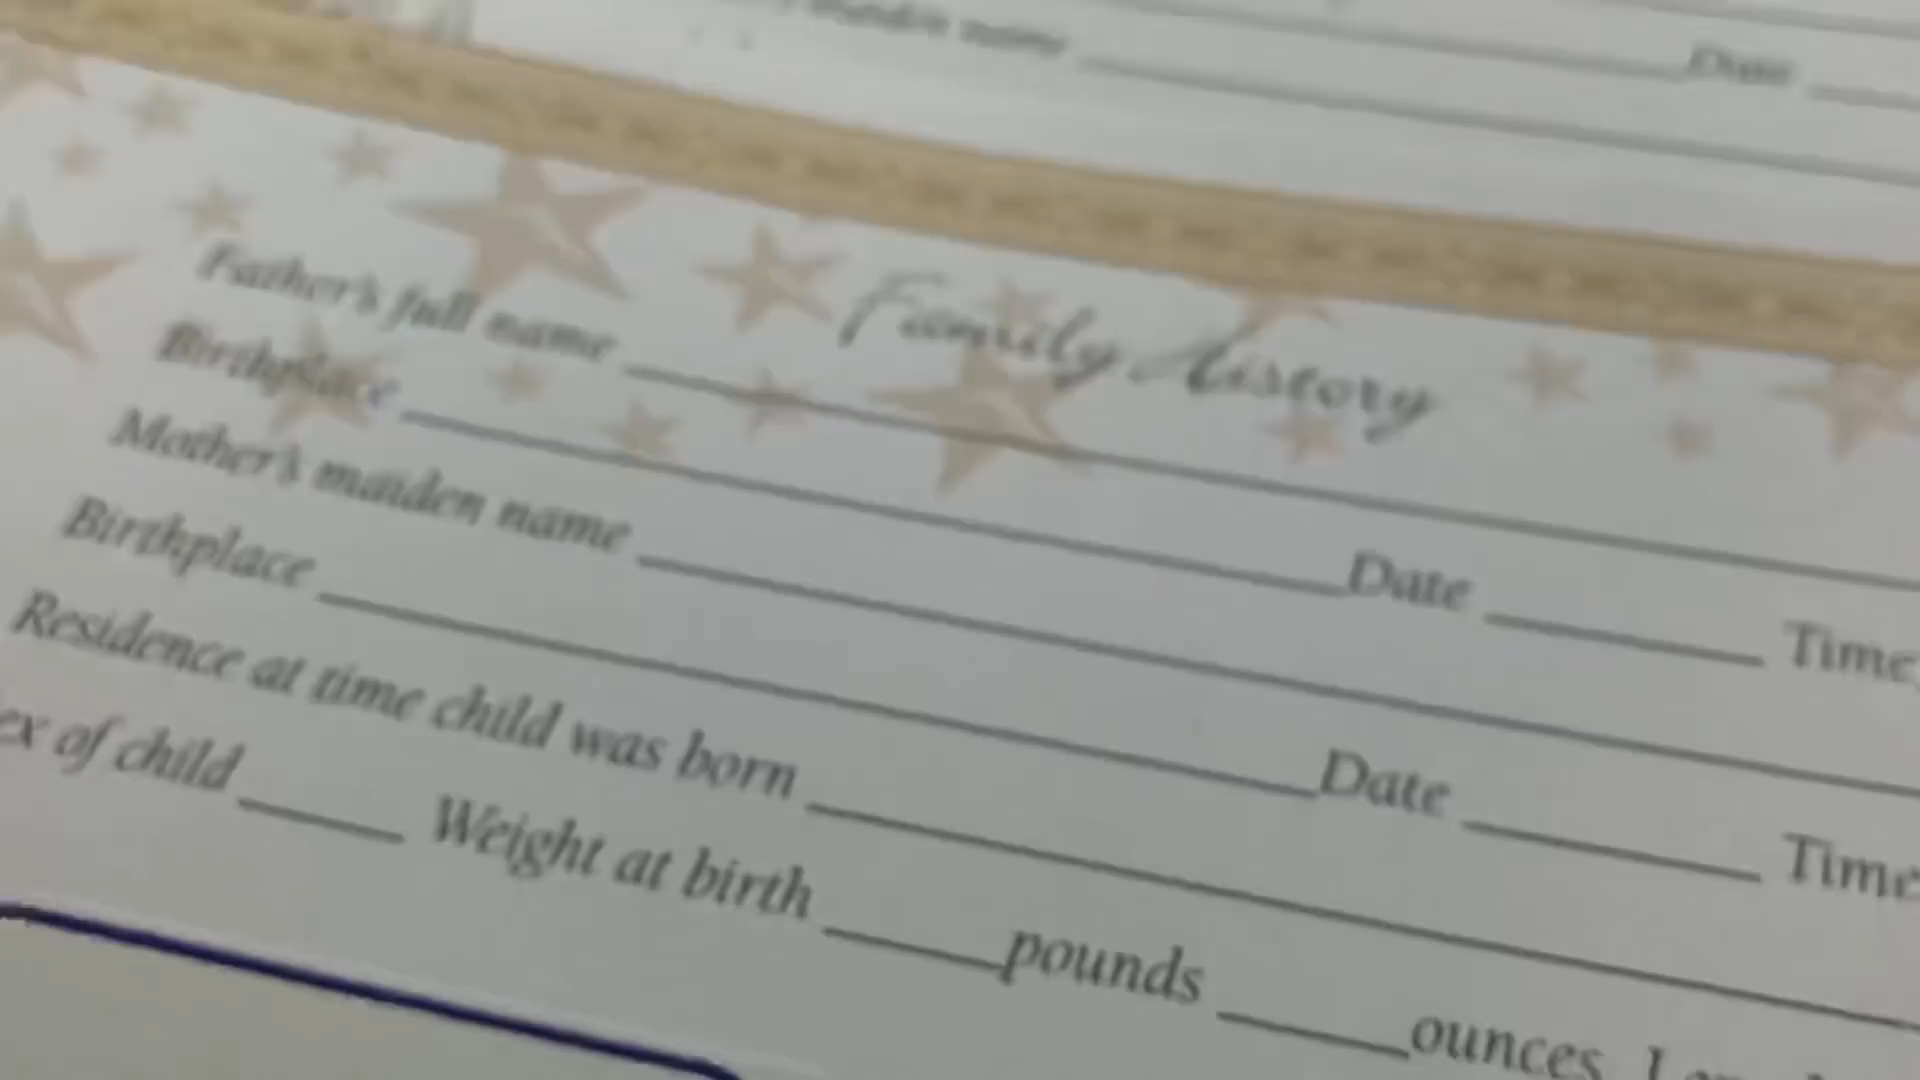 maiden name
Date
Family History
Father's full name
Birthplace Date Time
Mother's maiden name
Birthplace Date Time
Residence at time child was born
ex of child Weight at birth pounds ounces